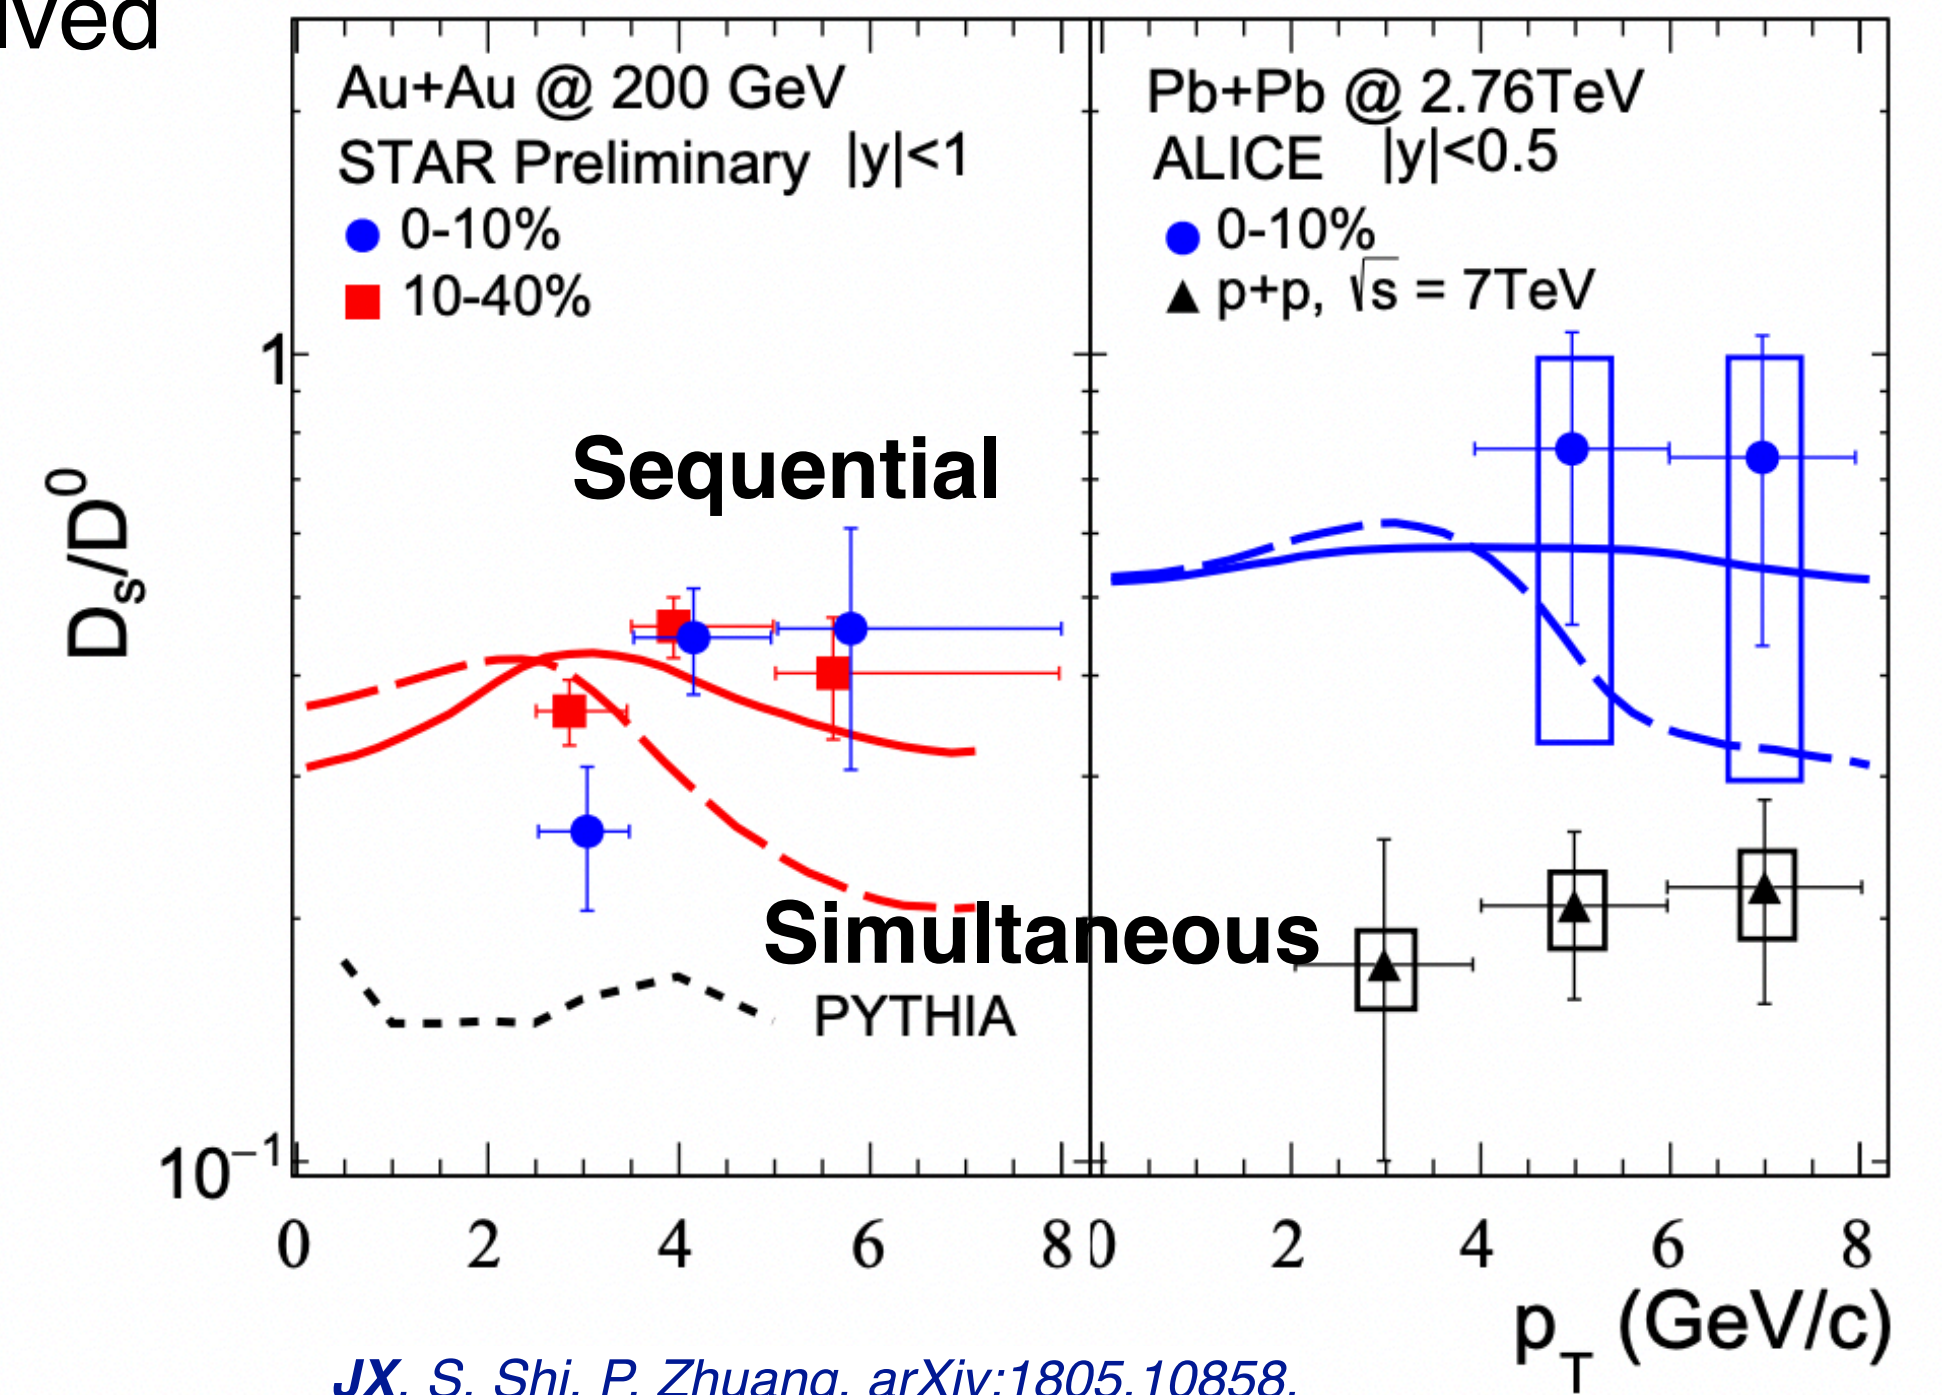 Au+Au @ 200 GeV
STAR Preliminary |y|<1
0-10%
10-40%
Pb+Pb @ 2.76TeV
ALICE |y|<0.5
0-10%
p+p, √s = 7TeV
1
10⁻¹
Dₛ/D⁰
Sequential
Simultaneous
PYTHIA
0 2 4 6 8 0 2 4 6 8
p_T (GeV/c)
JX, S. Shi, P. Zhuang, arXiv:1805.10858.